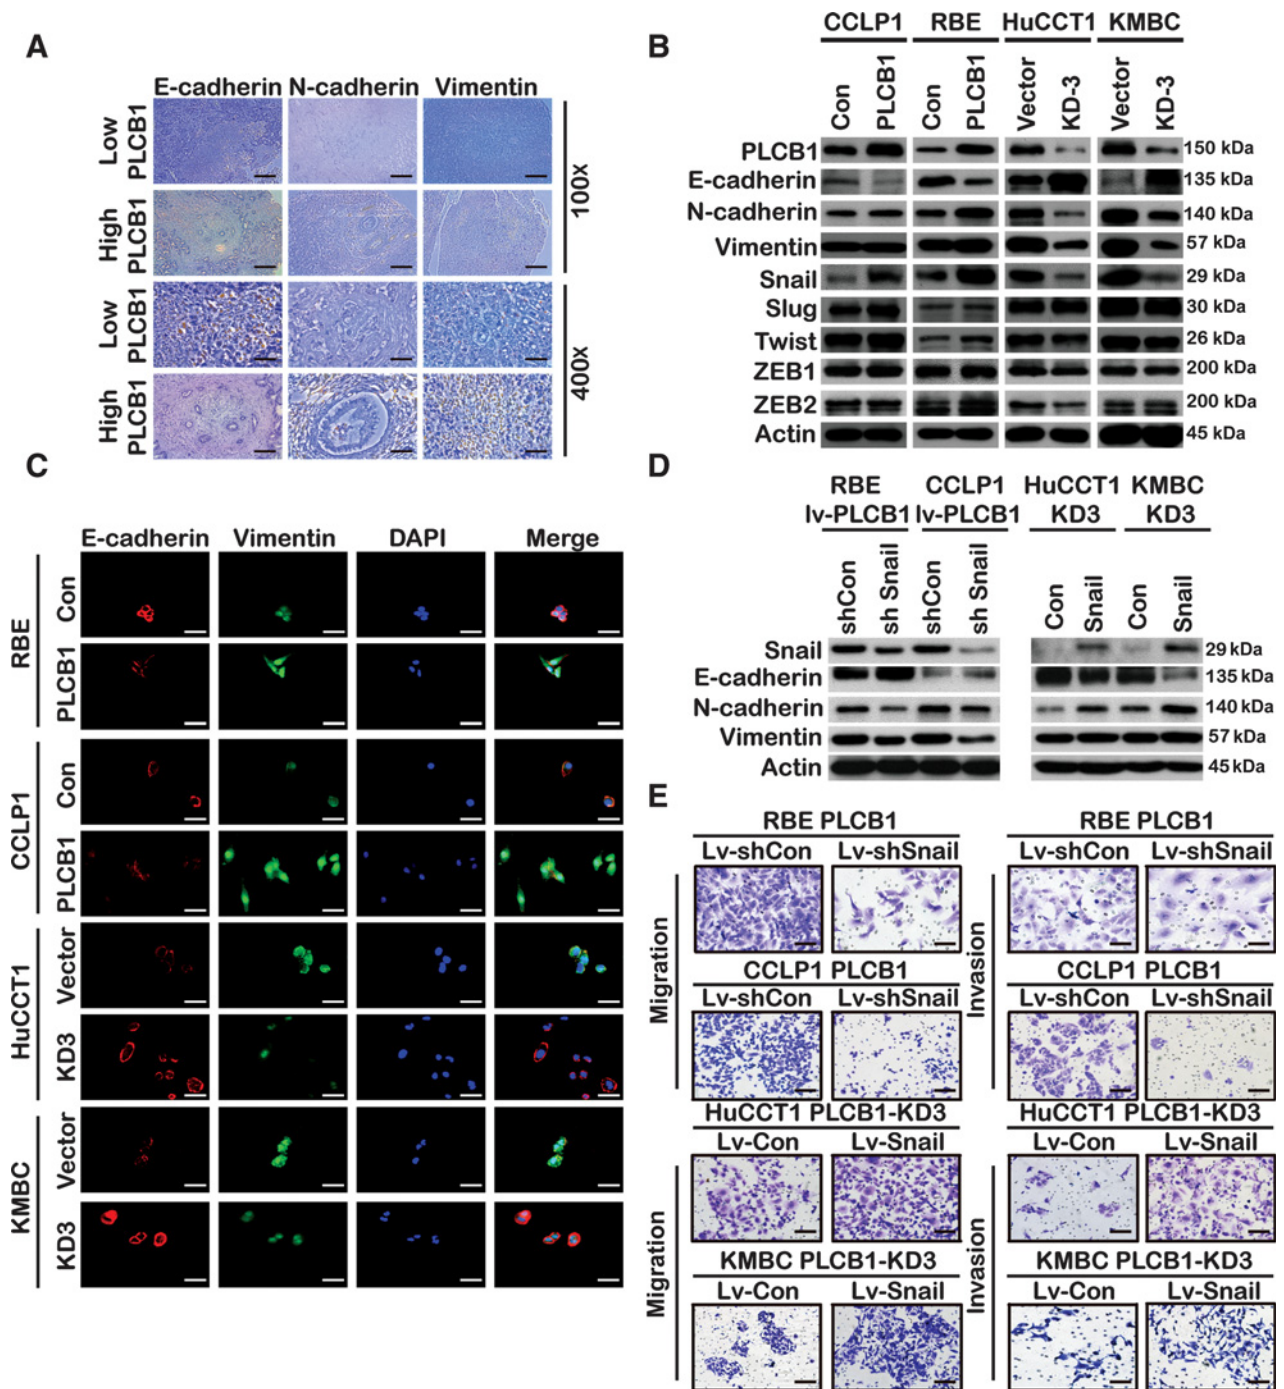 A
E-cadherin N-cadherin Vimentin
Low PLCB1
High PLCB1
100x
Low PLCB1
High PLCB1
400x
B
CCLP1 RBE HuCCT1 KMBC
Con PLCB1 Con PLCB1 Vector KD-3 Vector KD-3
PLCB1 150 kDa
E-cadherin 135 kDa
N-cadherin 140 kDa
Vimentin 57 kDa
Snail 29 kDa
Slug 30 kDa
Twist 26 kDa
ZEB1 200 kDa
ZEB2 200 kDa
Actin 45 kDa
C
E-cadherin Vimentin DAPI Merge
RBE
Con
PLCB1
CCLP1
Con
PLCB1
HuCCT1
Vector
KD3
KMBC
Vector
KD3
D
RBE CCLP1 HuCCT1 KMBC
lv-PLCB1 lv-PLCB1 KD3 KD3
shCon sh Snail shCon sh Snail Con Snail Con Snail
Snail 29 kDa
E-cadherin 135 kDa
N-cadherin 140 kDa
Vimentin 57 kDa
Actin 45 kDa
E
RBE PLCB1 RBE PLCB1
Lv-shCon Lv-shSnail Lv-shCon Lv-shSnail
Migration Invasion
CCLP1 PLCB1 CCLP1 PLCB1
Lv-shCon Lv-shSnail Lv-shCon Lv-shSnail
HuCCT1 PLCB1-KD3 HuCCT1 PLCB1-KD3
Lv-Con Lv-Snail Lv-Con Lv-Snail
Migration Invasion
KMBC PLCB1-KD3 KMBC PLCB1-KD3
Lv-Con Lv-Snail Lv-Con Lv-Snail